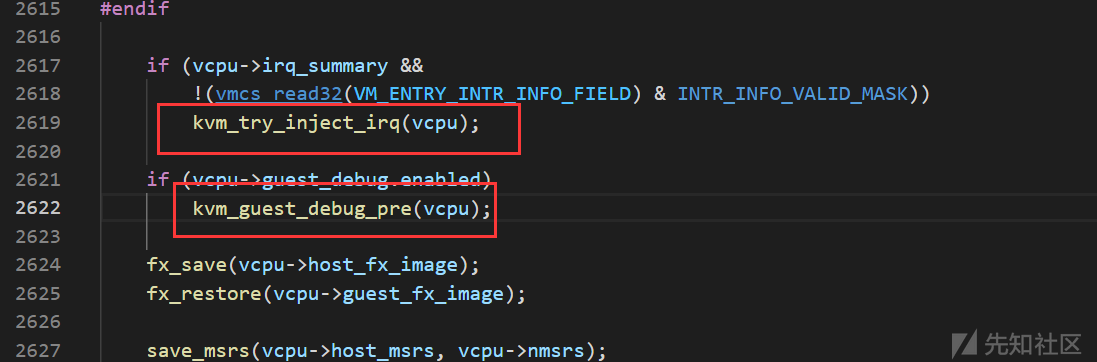 2615 #endif
2616
2617 if (vcpu->irq_summary &&
2618 !(vmcs_read32(VM_ENTRY_INTR_INFO_FIELD) & INTR_INFO_VALID_MASK))
2619 kvm_try_inject_irq(vcpu);
2620
2621 if (vcpu->guest_debug.enabled)
2622 kvm_guest_debug_pre(vcpu);
2623
2624 fx_save(vcpu->host_fx_image);
2625 fx_restore(vcpu->guest_fx_image);
2626
2627 save_msrs(vcpu->host_msrs, vcpu->nmsrs);
先知社区